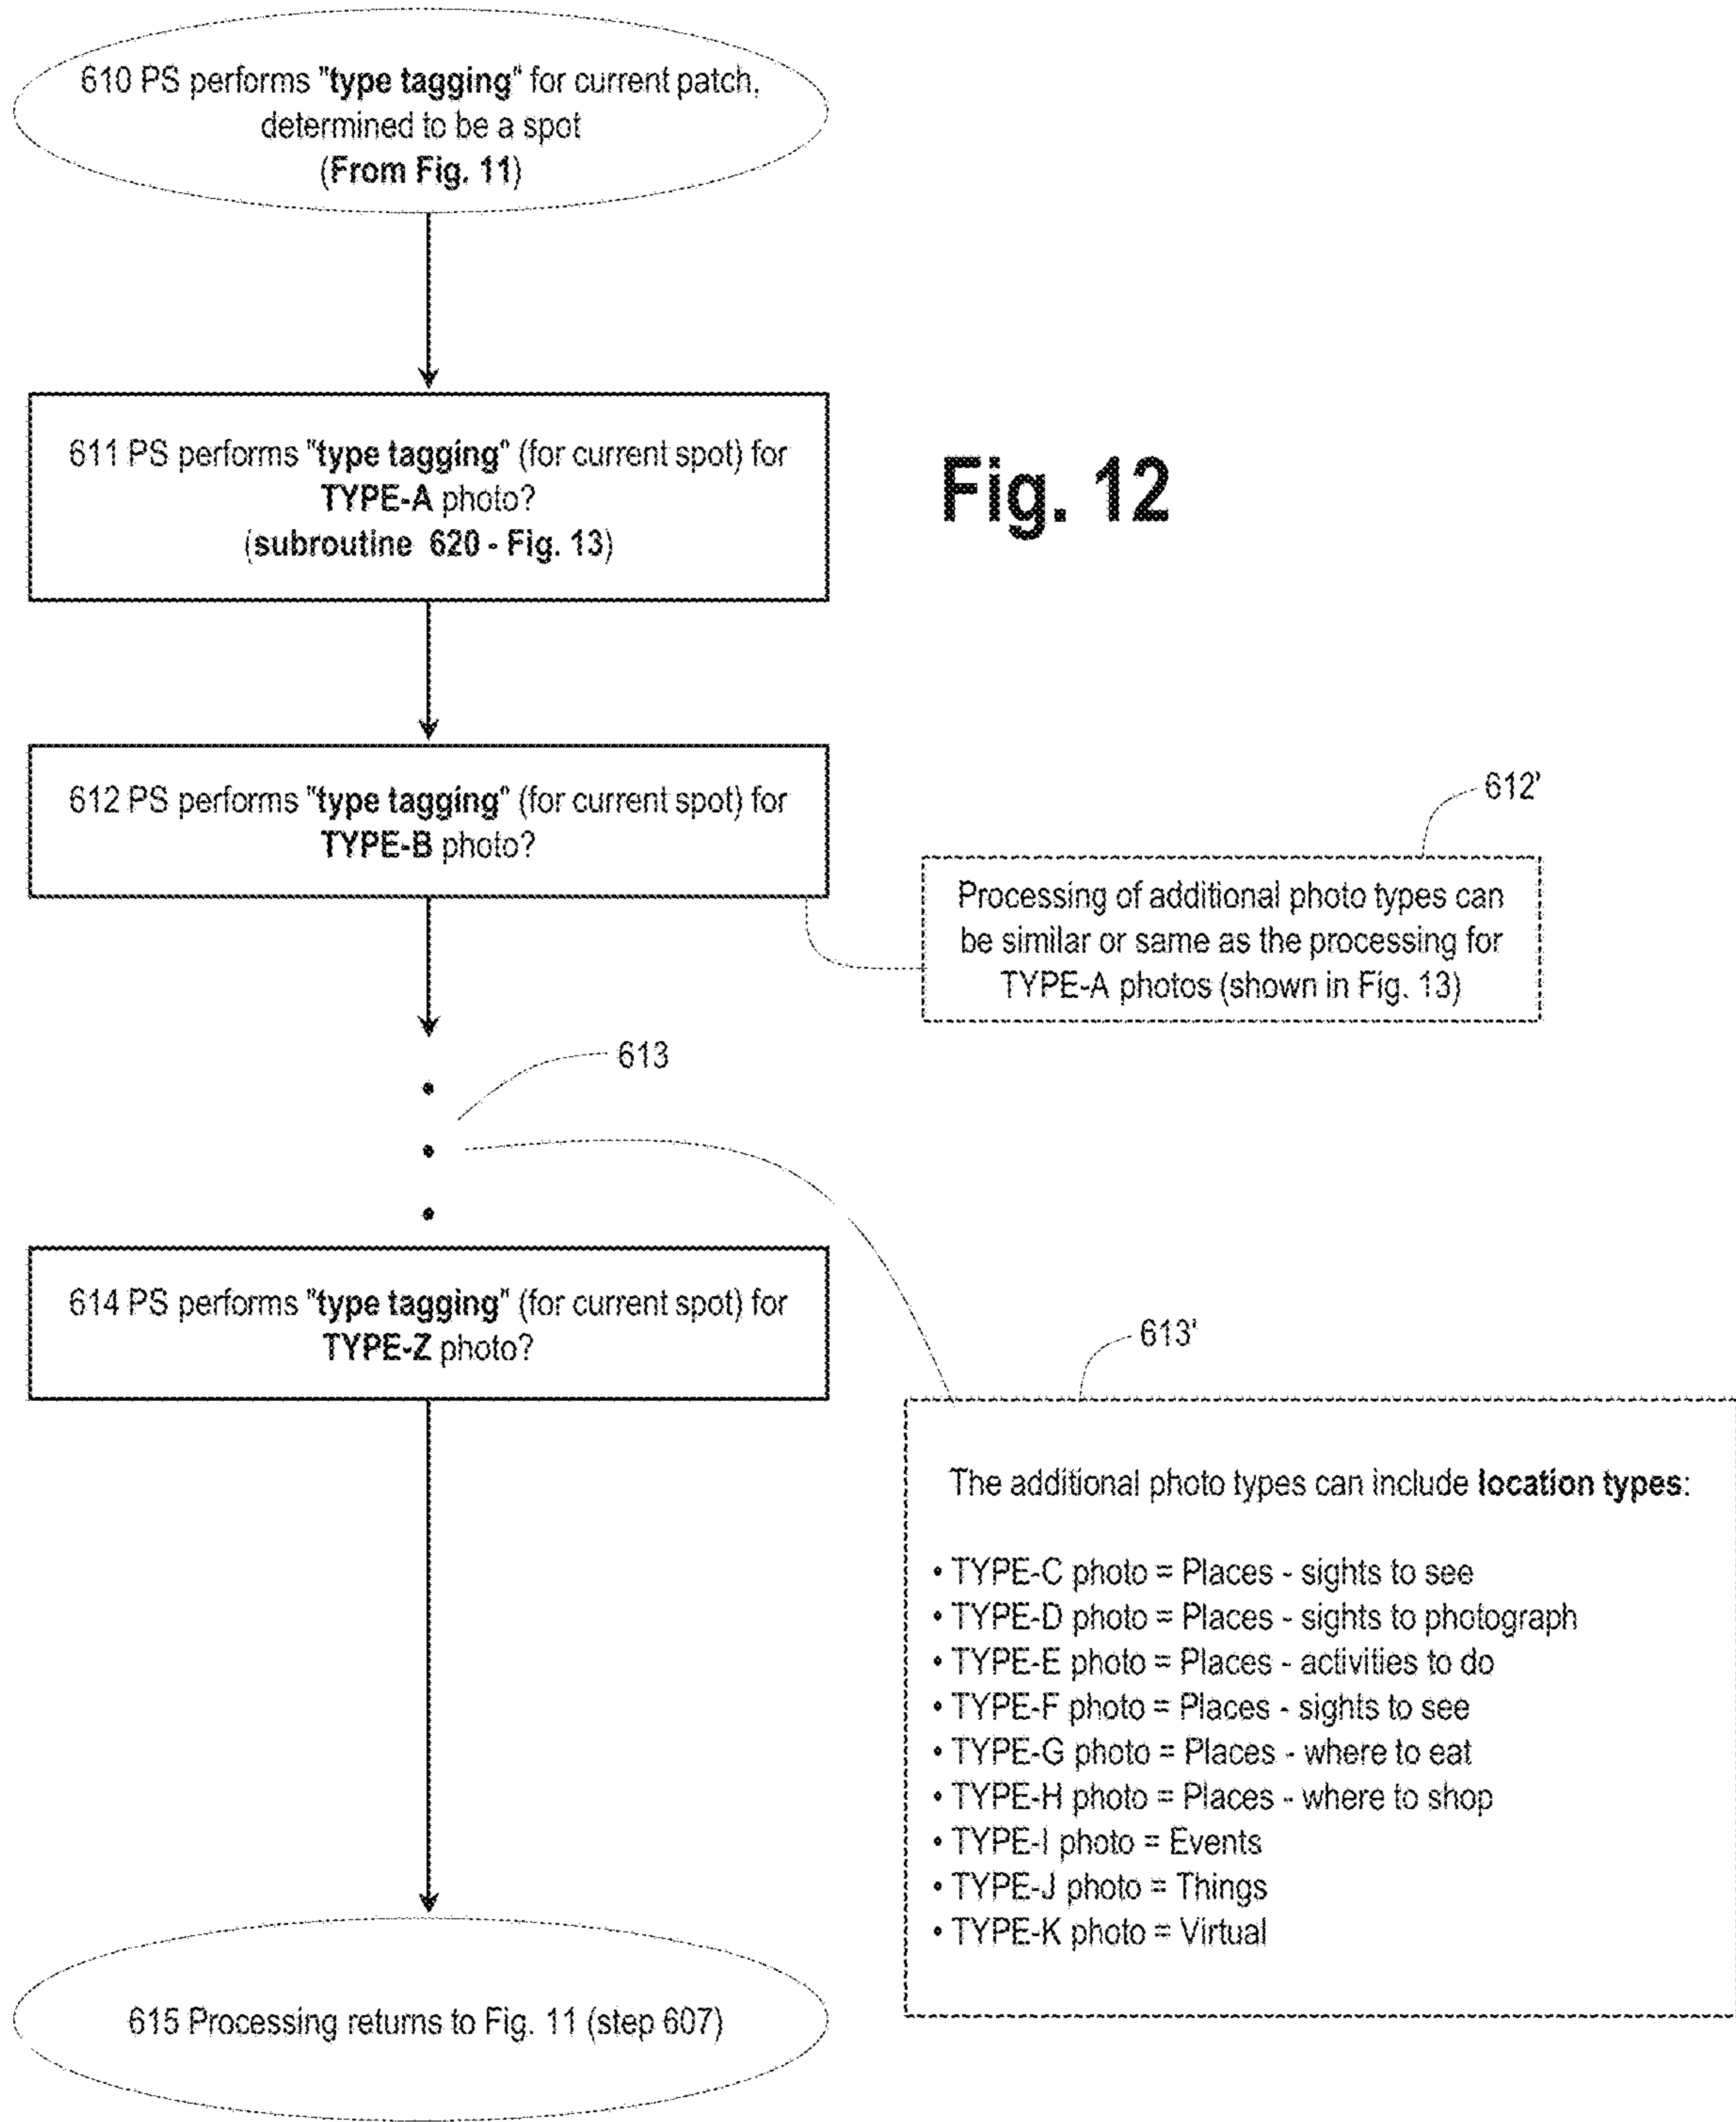 610 PS performs "type tagging" for current patch,
determined to be a spot
(From Fig. 11)
611 PS performs "type tagging" (for current spot) for
TYPE-A photo?
(subroutine 620 - Fig. 13)
Fig. 12
612 PS performs "type tagging" (for current spot) for
TYPE-B photo?
612'
Processing of additional photo types can
be similar or same as the processing for
TYPE-A photos (shown in Fig. 13)
613
614 PS performs "type tagging" (for current spot) for
TYPE-Z photo?
613'
The additional photo types can include location types:
• TYPE-C photo = Places - sights to see
• TYPE-D photo = Places - sights to photograph
• TYPE-E photo = Places - activities to do
• TYPE-F photo = Places - sights to see
• TYPE-G photo = Places - where to eat
• TYPE-H photo = Places - where to shop
• TYPE-I photo = Events
• TYPE-J photo = Things
• TYPE-K photo = Virtual
615 Processing returns to Fig. 11 (step 607)